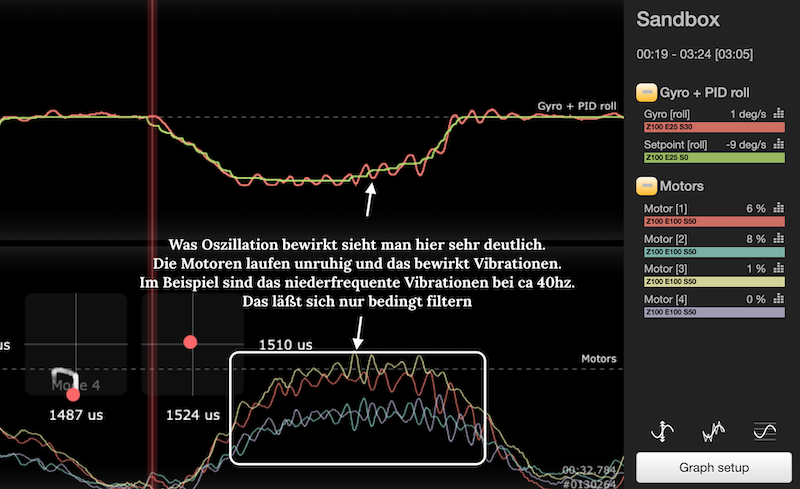 Sandbox
00:19 - 03:24 [03:05]
Gyro + PID roll
Gyro + PID roll
Gyro [roll] 1 deg/s
Z100 E25 S30
Setpoint [roll] -9 deg/s
Z100 E25 S0
Motors
Motor [1] 6 %
Z100 E100 S50
Motor [2] 8 %
Z100 E100 S50
Motor [3] 1 %
Z100 E100 S50
Motor [4] 0 %
Z100 E100 S50
Was Oszillation bewirkt sieht man hier sehr deutlich.
Die Motoren laufen unruhig und das bewirkt Vibrationen.
Im Beispiel sind das niederfrequente Vibrationen bei ca 40hz.
Das läßt sich nur bedingt filtern
us
1510 us
Motors
Mode 4
1487 us
1524 us
00:32.784
#0130264
Graph setup